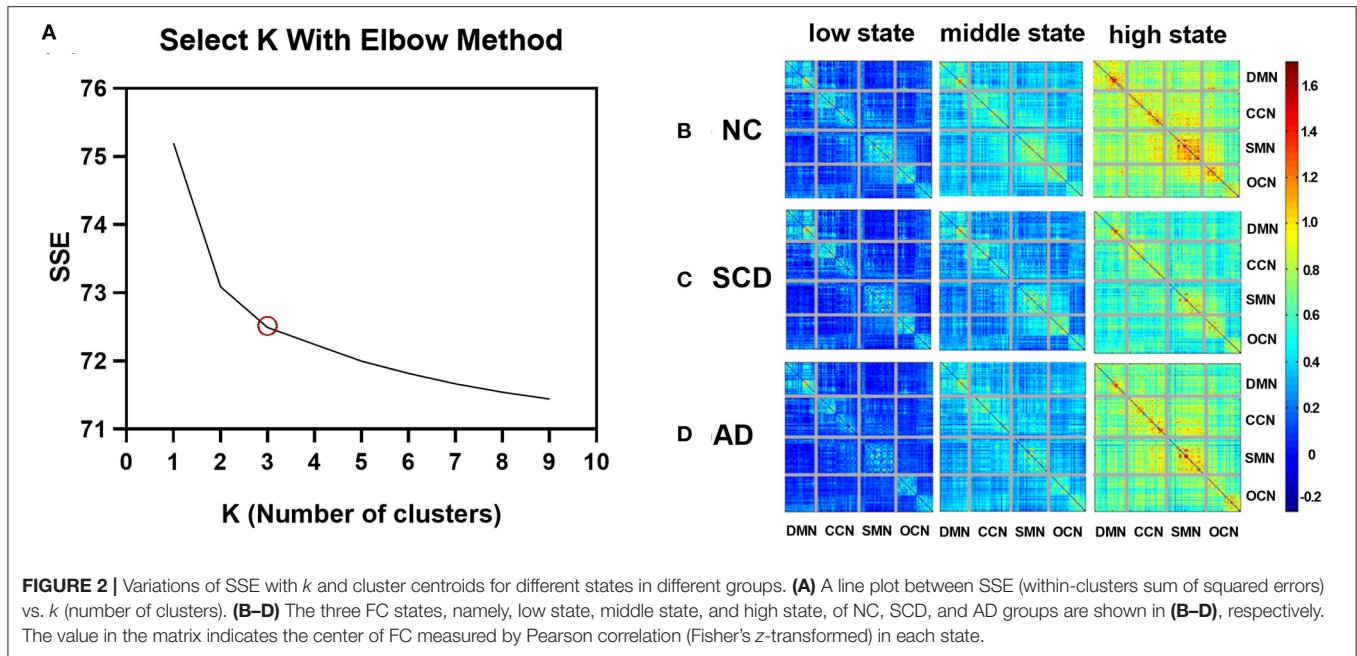 A
Select K With Elbow Method
76
75
74
73
72
71
SSE
0 1 2 3 4 5 6 7 8 9 10
K (Number of clusters)
low state middle state high state
B NC
C SCD
D AD
DMN
CCN
SMN
OCN
DMN
CCN
SMN
OCN
DMN
CCN
SMN
OCN
DMN CCN SMN OCN DMN CCN SMN OCN DMN CCN SMN OCN
1.6
1.4
1.2
1.0
0.8
0.6
0.4
0.2
0
-0.2
FIGURE 2 | Variations of SSE with k and cluster centroids for different states in different groups. (A) A line plot between SSE (within-clusters sum of squared errors)
vs. k (number of clusters). (B–D) The three FC states, namely, low state, middle state, and high state, of NC, SCD, and AD groups are shown in (B–D), respectively.
The value in the matrix indicates the center of FC measured by Pearson correlation (Fisher's z-transformed) in each state.